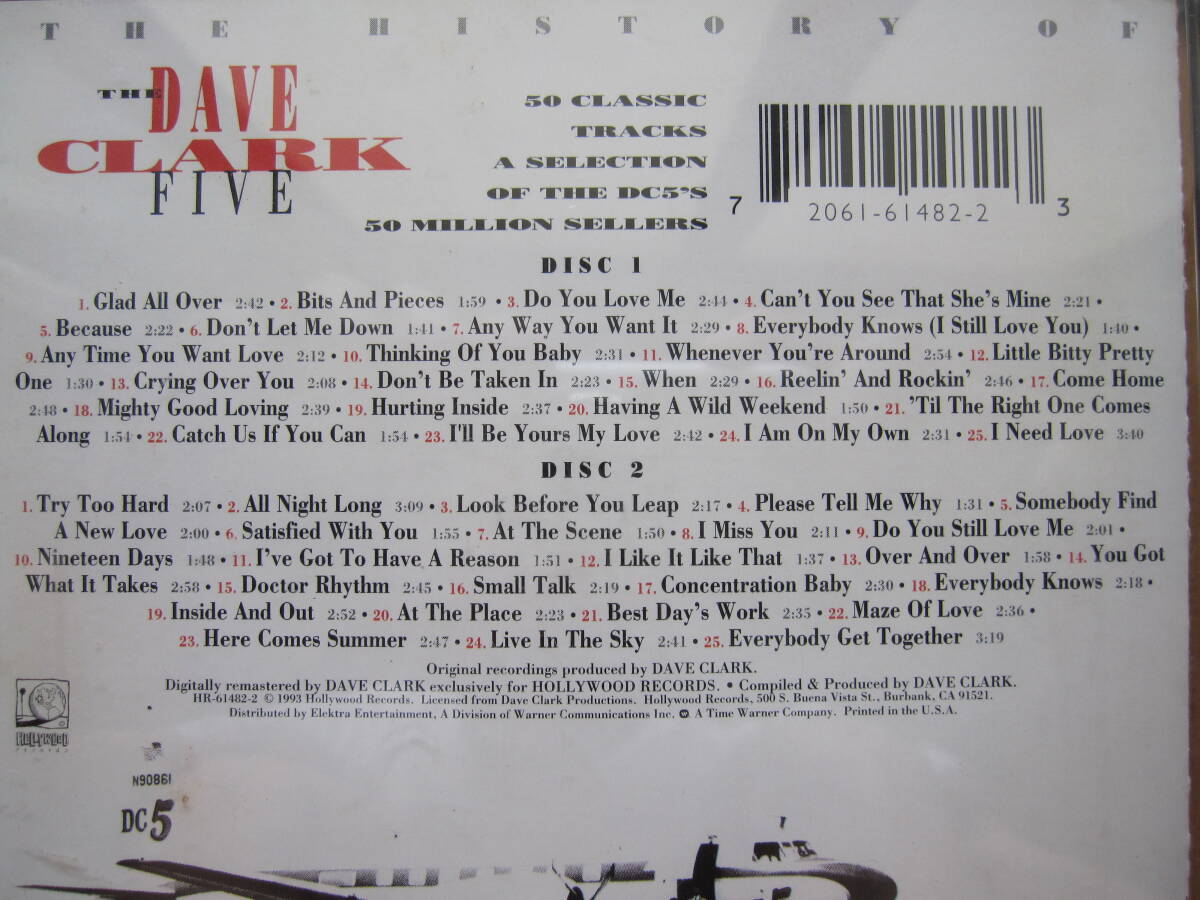 THE HISTORY OF
THE DAVE
CLARK
FIVE
50 CLASSIC
TRACKS
A SELECTION
OF THE DC5'S
50 MILLION SELLERS
7 2061-61482-2 3
DISC 1
1. Glad All Over 2:42 • 2. Bits And Pieces 1:59 • 3. Do You Love Me 2:44 • 4. Can't You See That She's Mine 2:21 •
5. Because 2:22 • 6. Don't Let Me Down 1:41 • 7. Any Way You Want It 2:29 • 8. Everybody Knows (I Still Love You) 1:40 •
9. Any Time You Want Love 2:12 • 10. Thinking Of You Baby 2:31 • 11. Whenever You're Around 2:54 • 12. Little Bitty Pretty
One 1:30 • 13. Crying Over You 2:08 • 14. Don't Be Taken In 2:23 • 15. When 2:29 • 16. Reelin' And Rockin' 2:46 • 17. Come Home
2:48 • 18. Mighty Good Loving 2:39 • 19. Hurting Inside 2:37 • 20. Having A Wild Weekend 1:50 • 21. 'Til The Right One Comes
Along 1:54 • 22. Catch Us If You Can 1:54 • 23. I'll Be Yours My Love 2:42 • 24. I Am On My Own 2:31 • 25. I Need Love 3:40
DISC 2
1. Try Too Hard 2:07 • 2. All Night Long 3:09 • 3. Look Before You Leap 2:17 • 4. Please Tell Me Why 1:31 • 5. Somebody Find
A New Love 2:00 • 6. Satisfied With You 1:55 • 7. At The Scene 1:50 • 8. I Miss You 2:11 • 9. Do You Still Love Me 2:01 •
10. Nineteen Days 1:48 • 11. I've Got To Have A Reason 1:51 • 12. I Like It Like That 1:37 • 13. Over And Over 1:58 • 14. You Got
What It Takes 2:58 • 15. Doctor Rhythm 2:45 • 16. Small Talk 2:19 • 17. Concentration Baby 2:30 • 18. Everybody Knows 2:18 •
19. Inside And Out 2:52 • 20. At The Place 2:23 • 21. Best Day's Work 2:35 • 22. Maze Of Love 2:36 •
23. Here Comes Summer 2:47 • 24. Live In The Sky 2:41 • 25. Everybody Get Together 3:19
Original recordings produced by DAVE CLARK.
Digitally remastered by DAVE CLARK exclusively for HOLLYWOOD RECORDS. • Compiled & Produced by DAVE CLARK.
HR-61482-2 © 1993 Hollywood Records. Licensed from Dave Clark Productions. Hollywood Records, 500 S. Buena Vista St., Burbank, CA 91521.
Distributed by Elektra Entertainment, A Division of Warner Communications Inc. A Time Warner Company. Printed in the U.S.A.
HOLLYWOOD
records
N90861
DC5